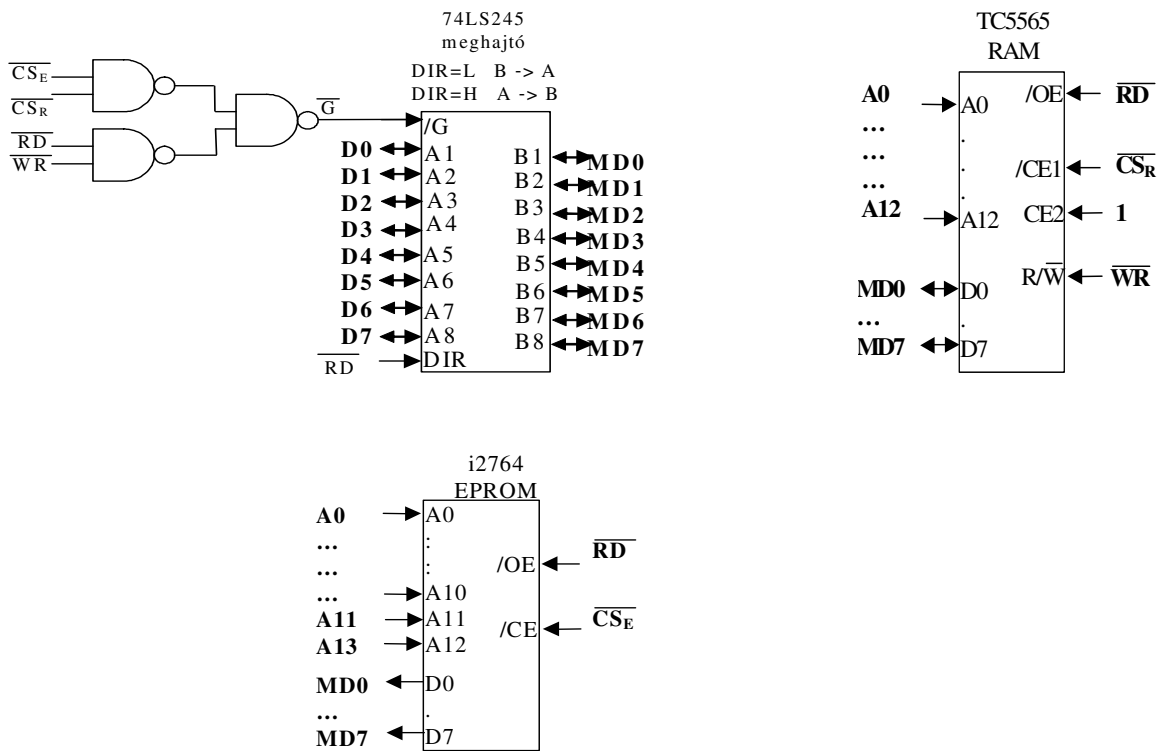 74LS245
meghajtó
DIR=L B -> A
DIR=H A -> B
CS_E
CS_R
RD
WR
G
/G
D0 A1 B1 MD0
D1 A2 B2 MD1
D2 A3 B3 MD2
D3 A4 B4 MD3
D4 A5 B5 MD4
D5 A6 B6 MD5
D6 A7 B7 MD6
D7 A8 B8 MD7
RD DIR
TC5565
RAM
A0 A0 /OE RD
... .
... . /CE1 CS_R
... .
A12 A12 CE2 1
R/W WR
MD0 D0
... .
MD7 D7
i2764
EPROM
A0 A0
... :
... : /OE RD
... A10
A11 A11 /CE CS_E
A13 A12
MD0 D0
... .
MD7 D7